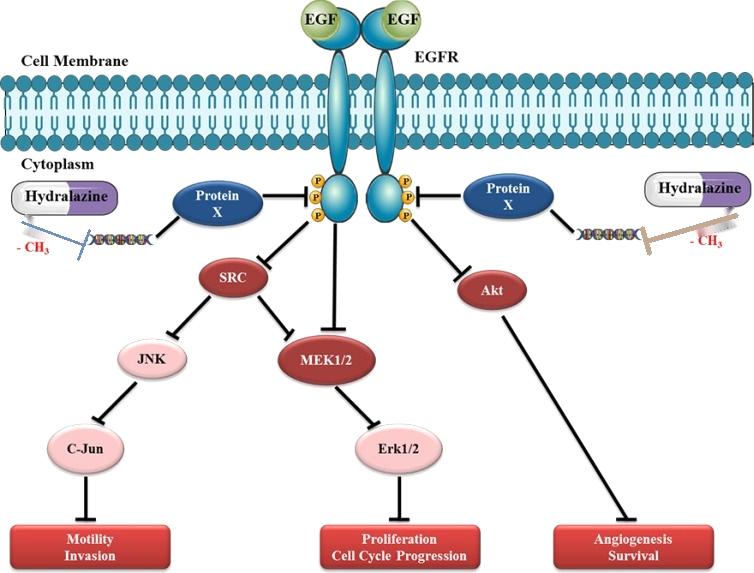 EGF
EGF
Cell Membrane
EGFR
Cytoplasm
Hydralazine
Protein
X
P
P
P
P
P
P
Protein
X
Hydralazine
- CH3
- CH3
SRC
Akt
JNK
MEK1/2
C-Jun
Erk1/2
Motility
Invasion
Proliferation
Cell Cycle Progression
Angiogenesis
Survival